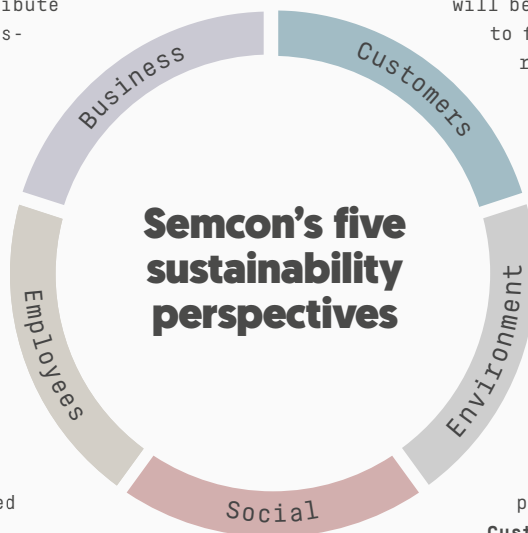 ibute
s-
will be
to f
r
Business
Customers
Semcon's five
sustainability
perspectives
Employees
Environment
Social
ed
p
Cust